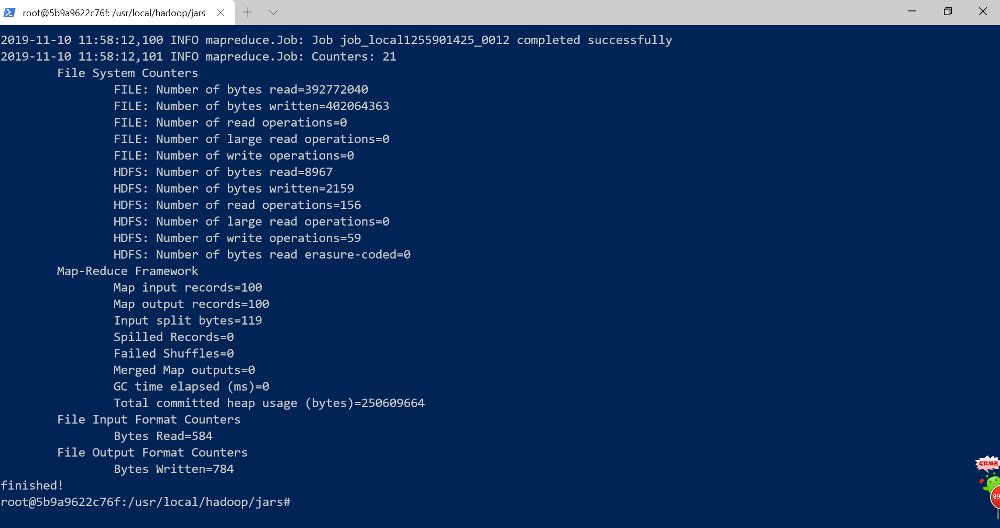 root@5b9a9622c76f: /usr/local/hadoop/jars
2019-11-10 11:58:12,100 INFO mapreduce.Job: Job job_local1255901425_0012 completed successfully
2019-11-10 11:58:12,101 INFO mapreduce.Job: Counters: 21
File System Counters
FILE: Number of bytes read=392772040
FILE: Number of bytes written=402064363
FILE: Number of read operations=0
FILE: Number of large read operations=0
FILE: Number of write operations=0
HDFS: Number of bytes read=8967
HDFS: Number of bytes written=2159
HDFS: Number of read operations=156
HDFS: Number of large read operations=0
HDFS: Number of write operations=59
HDFS: Number of bytes read erasure-coded=0
Map-Reduce Framework
Map input records=100
Map output records=100
Input split bytes=119
Spilled Records=0
Failed Shuffles=0
Merged Map outputs=0
GC time elapsed (ms)=0
Total committed heap usage (bytes)=250609664
File Input Format Counters
Bytes Read=584
File Output Format Counters
Bytes Written=784
点我加速
finished!
89
root@5b9a9622c76f:/usr/local/hadoop/jars#